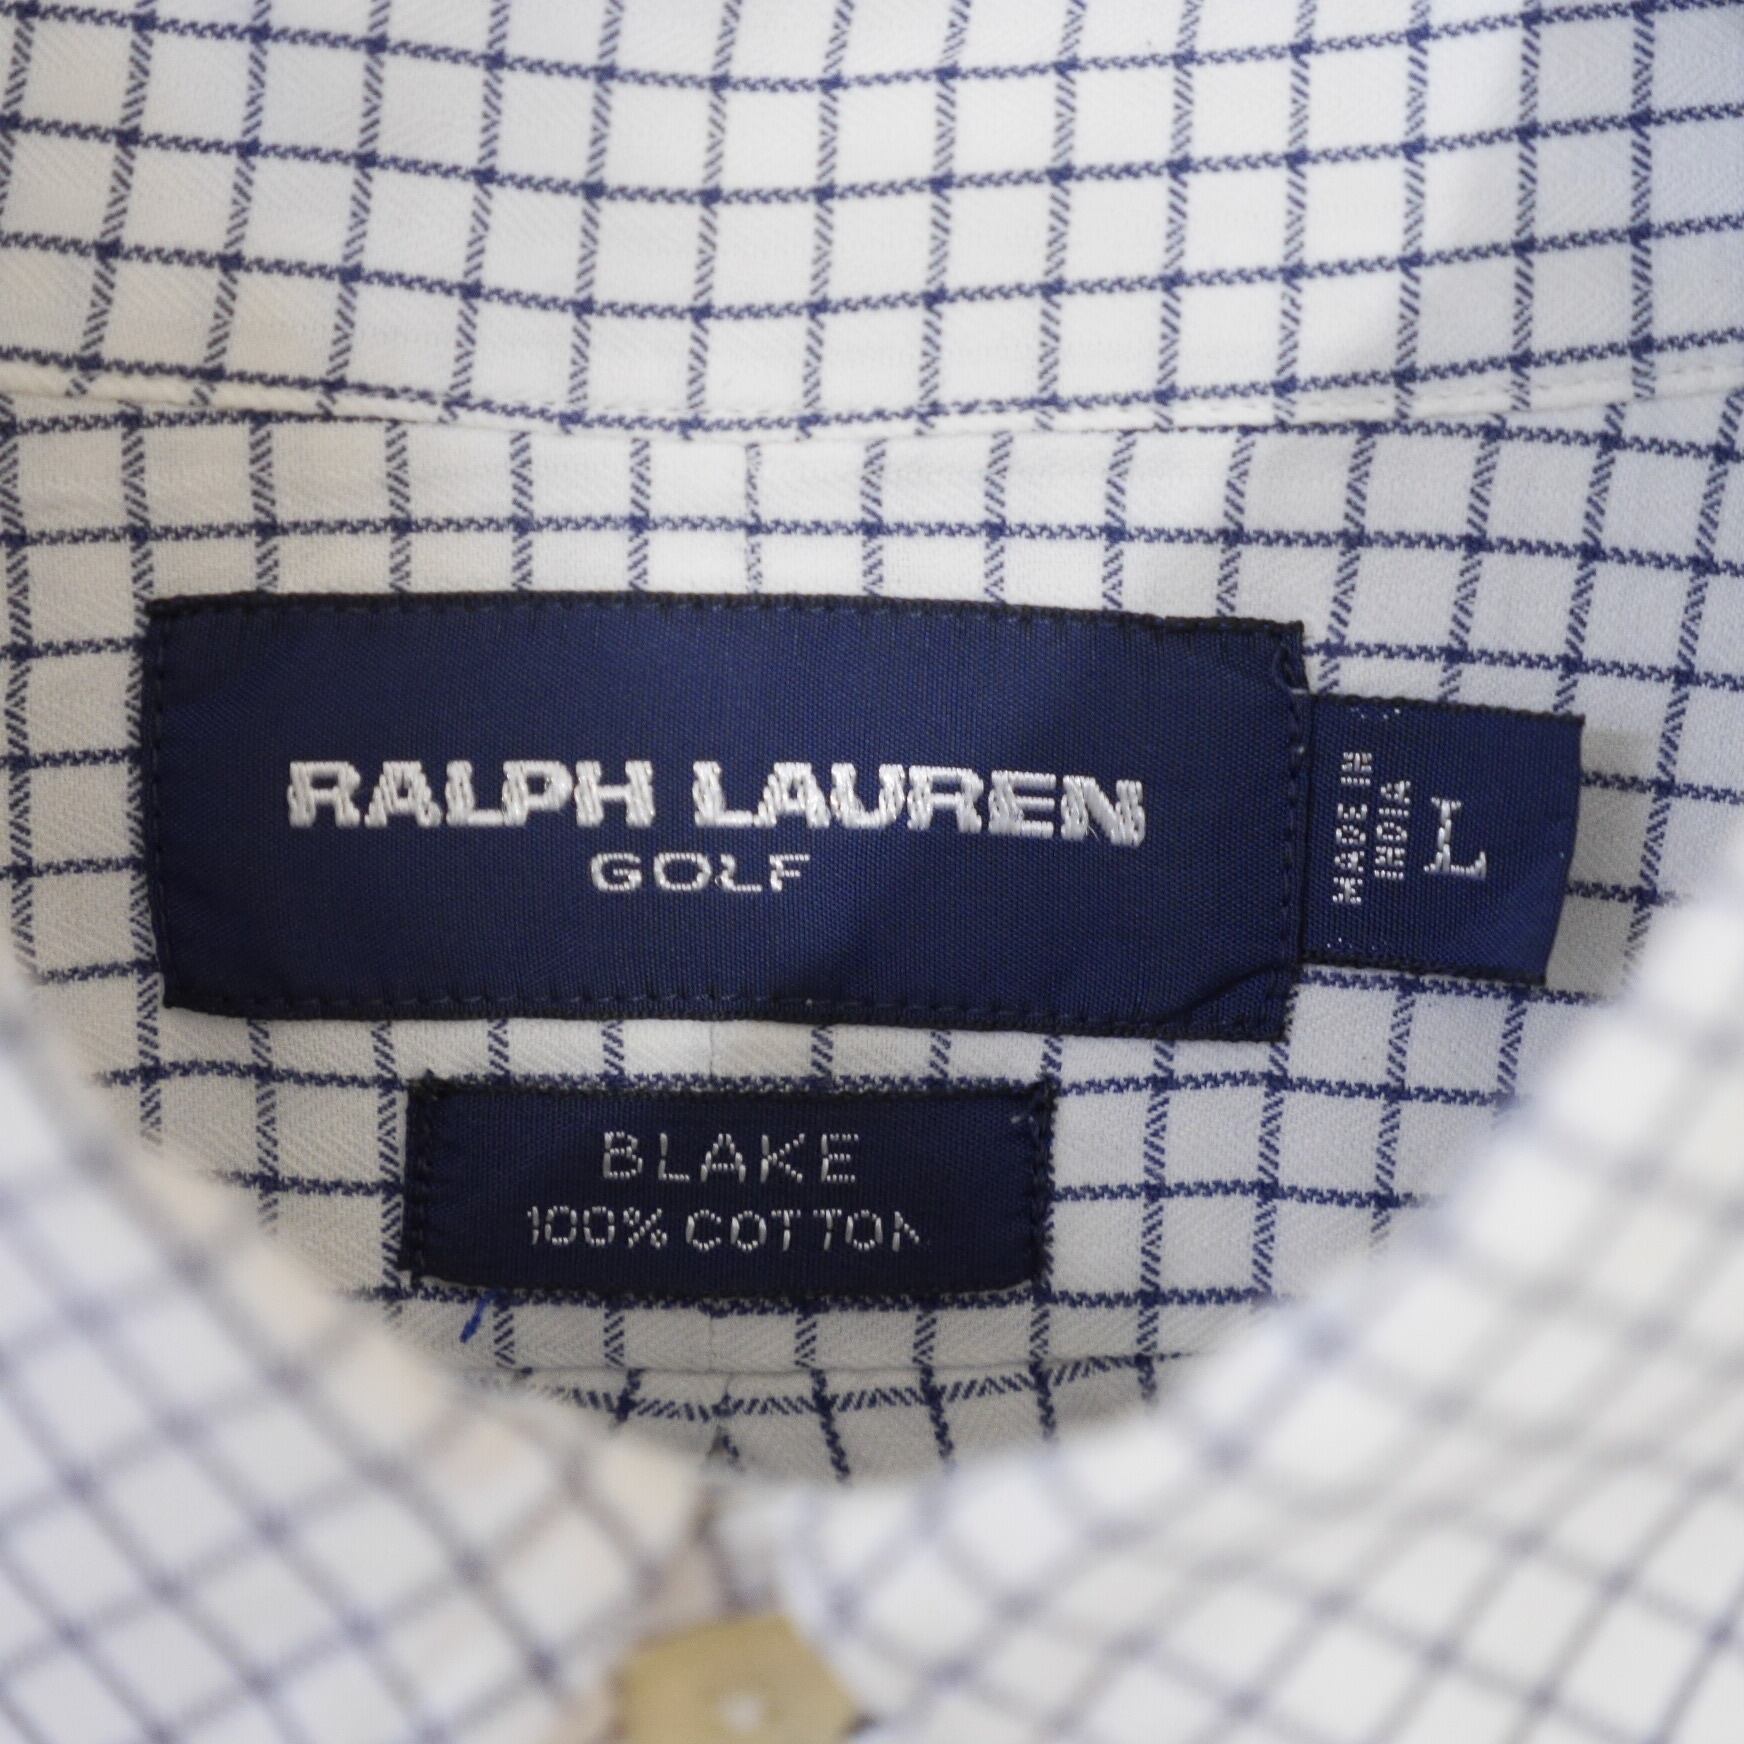 RALPH LAUREN
GOLF
MADE IN
INDIA
L
BLAKE
100% COTTON